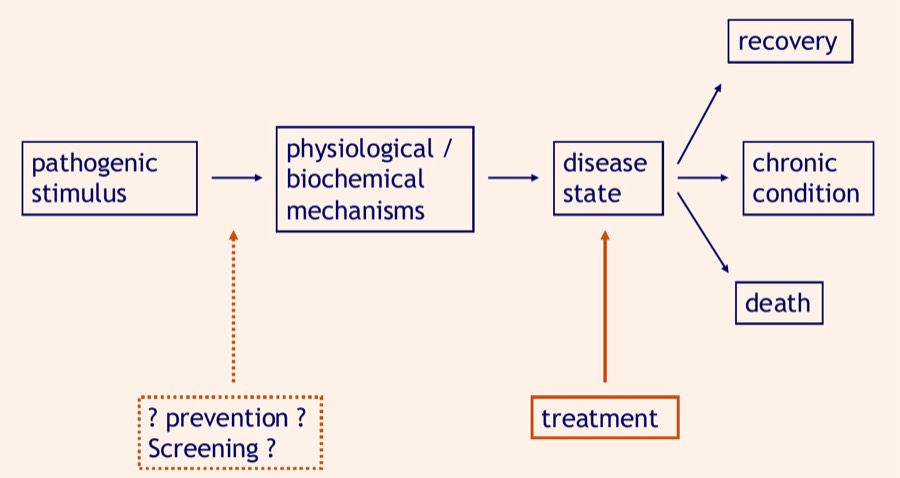 recovery
pathogenic
stimulus
physiological /
biochemical
mechanisms
disease
state
chronic
condition
death
? prevention ?
Screening ?
treatment